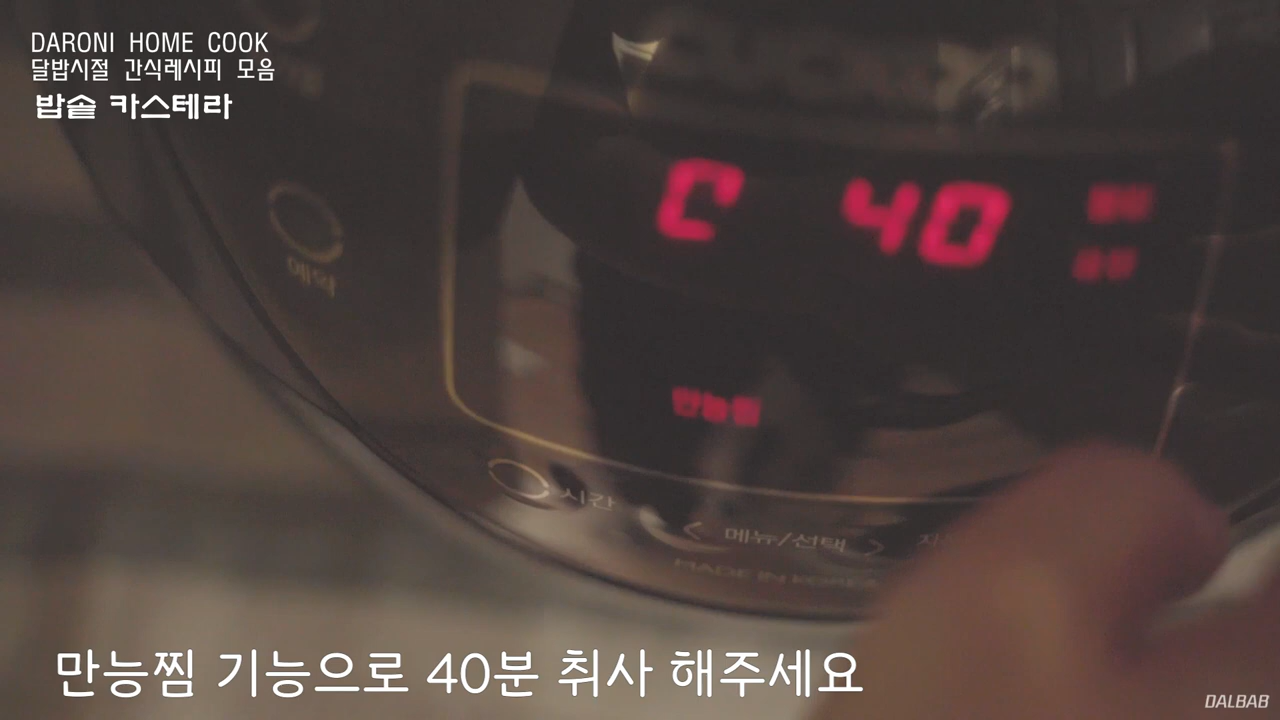 DARONI HOME COOK
달밥시절 간식레시피 모음
밥솥 카스테라
C 40
예약
만능찜
시간
< 메뉴/선택 >
MADE IN KOREA
만능찜 기능으로 40분 취사 해주세요
DALBAB